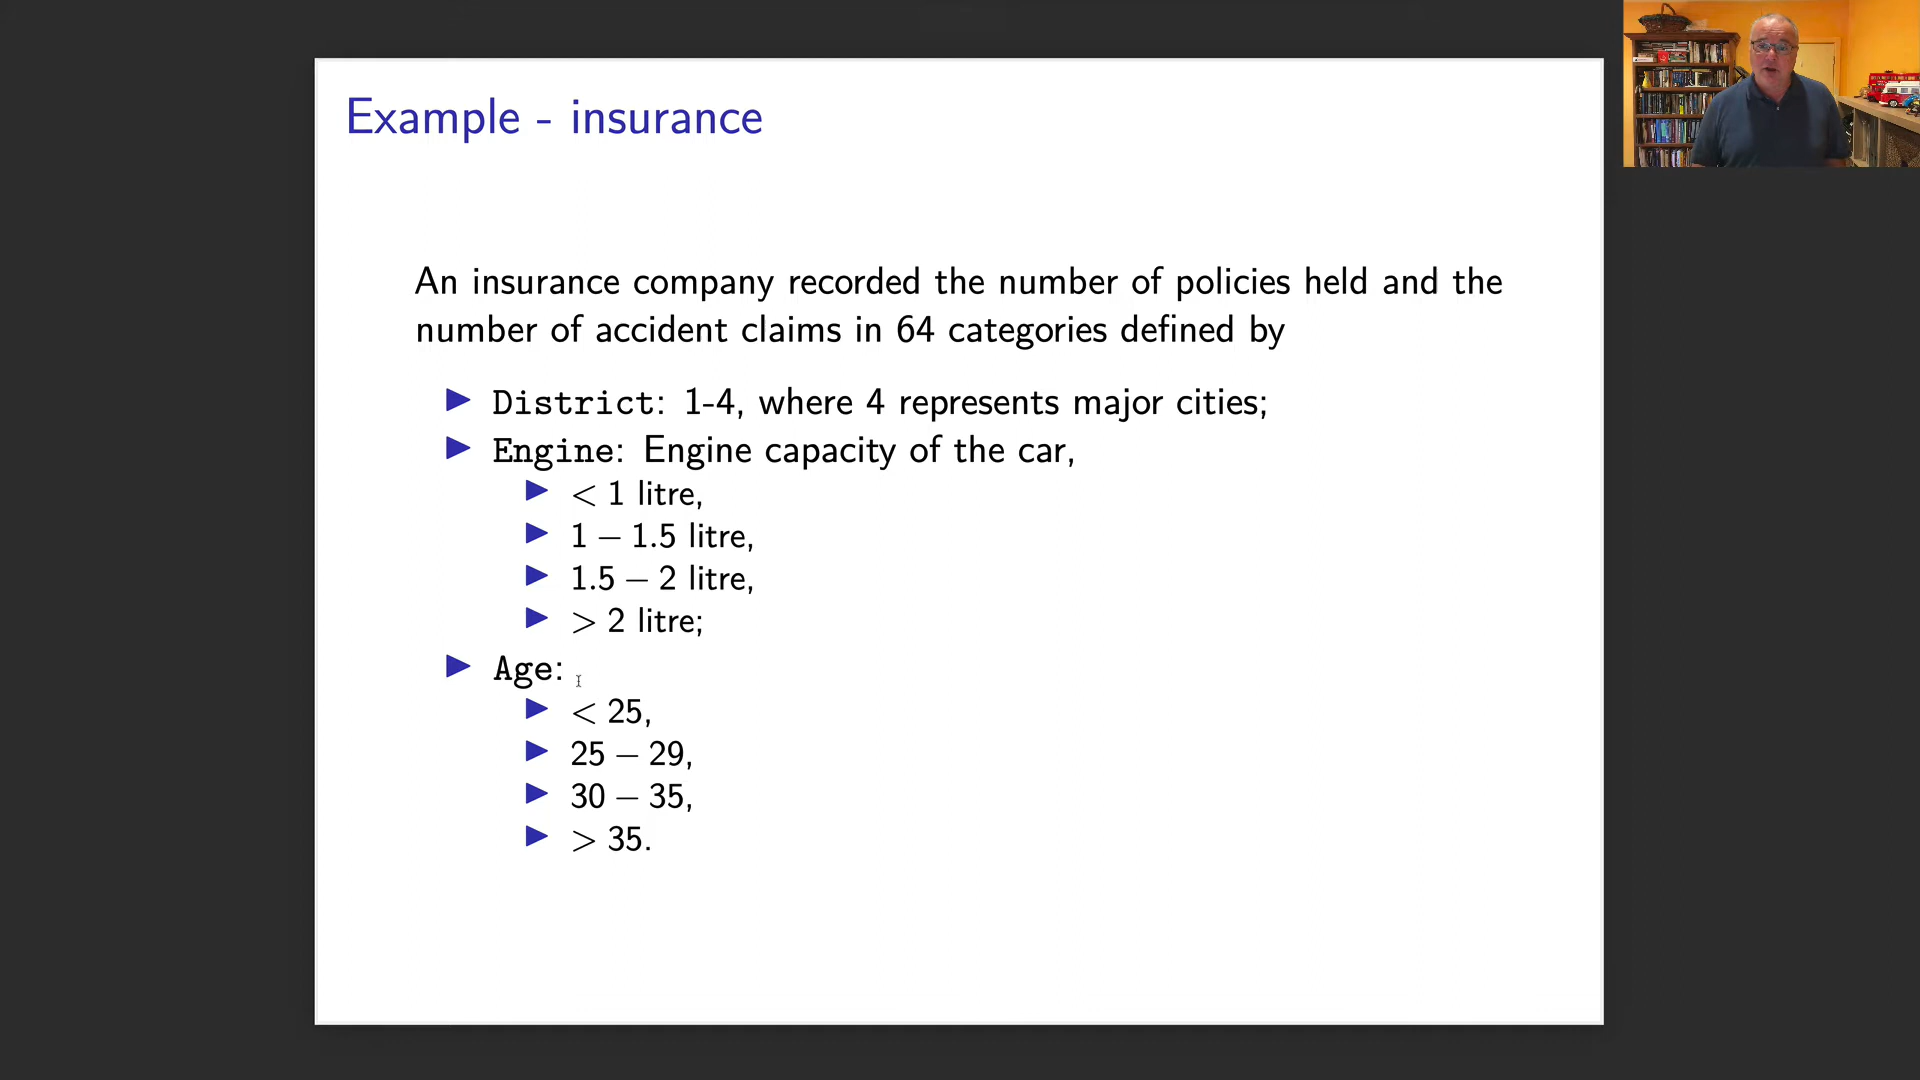 Example - insurance
An insurance company recorded the number of policies held and the
number of accident claims in 64 categories defined by
▶ District: 1-4, where 4 represents major cities;
▶ Engine: Engine capacity of the car,
▶ < 1 litre,
▶ 1 – 1.5 litre,
▶ 1.5 – 2 litre,
▶ > 2 litre;
▶ Age:
▶ < 25,
▶ 25 – 29,
▶ 30 – 35,
▶ > 35.